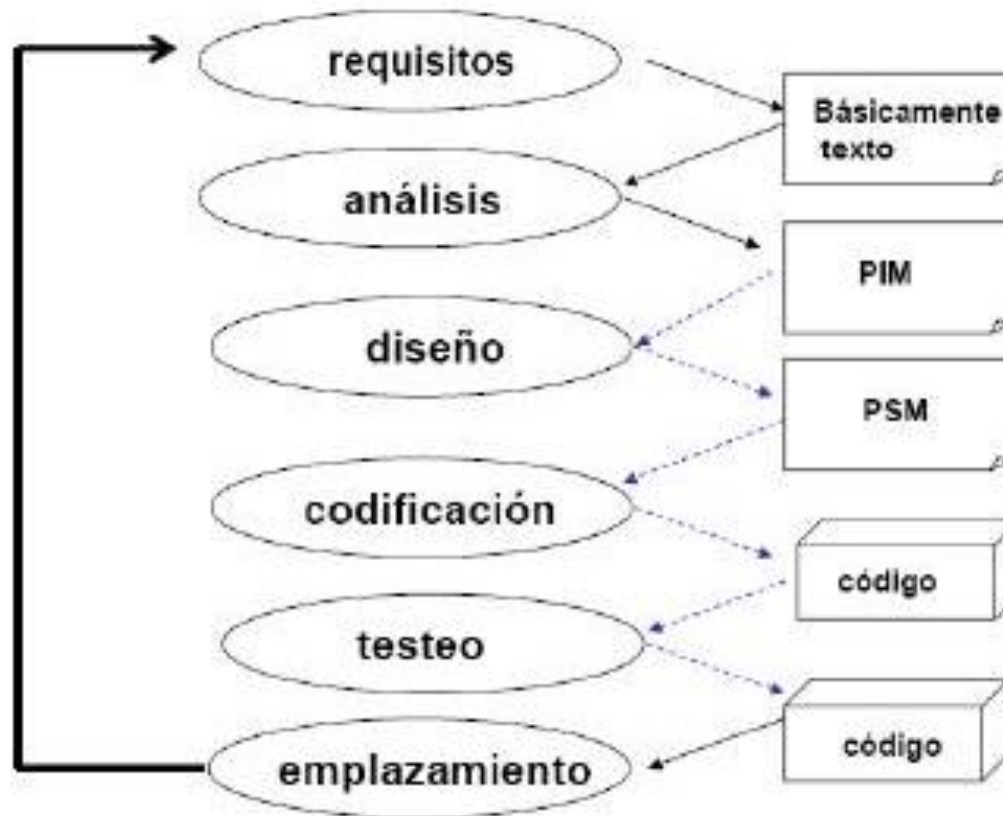 requisitos
Básicamente
texto
análisis
PIM
diseño
PSM
codificación
código
testeo
código
emplazamiento